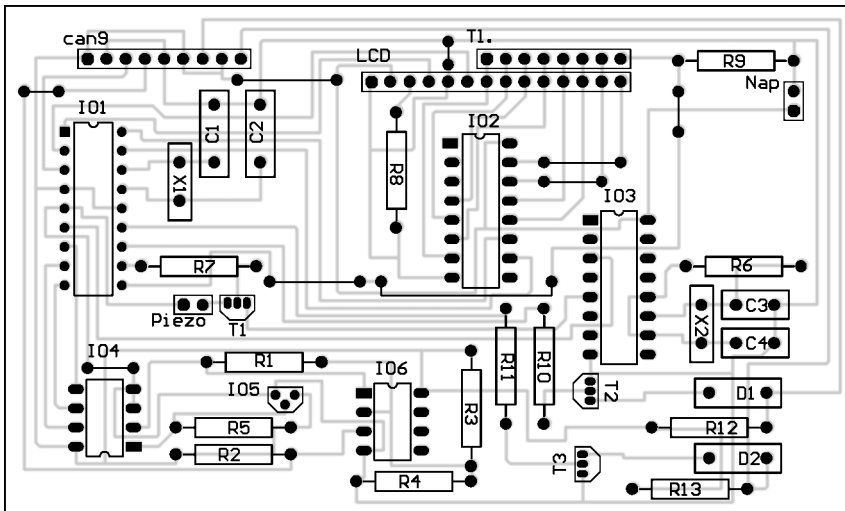 can9
T1.
LCD
R9
Nap
IO1
C1
C2
IO2
X1
R8
IO3
R7
R6
Piezo
T1
X2
C3
C4
IO4
R1
IO5
IO6
R11
R10
R3
T2
D1
R5
R12
R2
T3
D2
R4
R13